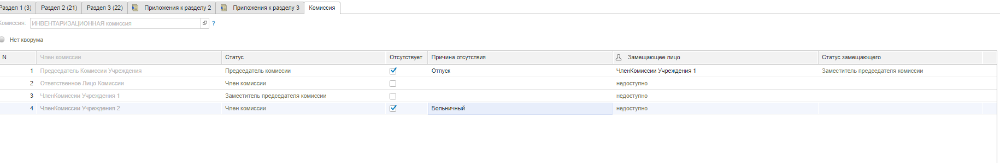 Раздел 1 (3) Раздел 2 (21) Раздел 3 (22) Приложения к разделу 2 Приложения к разделу 3 Комиссия
Комиссия: ИНВЕНТАРИЗАЦИОННАЯ комиссия ?
Нет кворума
N Член комиссии Статус Отсутствует Причина отсутствия Замещающее лицо Статус замещающего
1 Председатель Комиссии Учреждения Председатель комиссии Отпуск ЧленКомиссии Учреждения 1 Заместитель председателя комиссии
2 Ответственное Лицо Комиссии Член комиссии недоступно
3 ЧленКомиссии Учреждения 1 Заместитель председателя комиссии недоступно
4 ЧленКомиссии Учреждения 2 Член комиссии Больничный недоступно